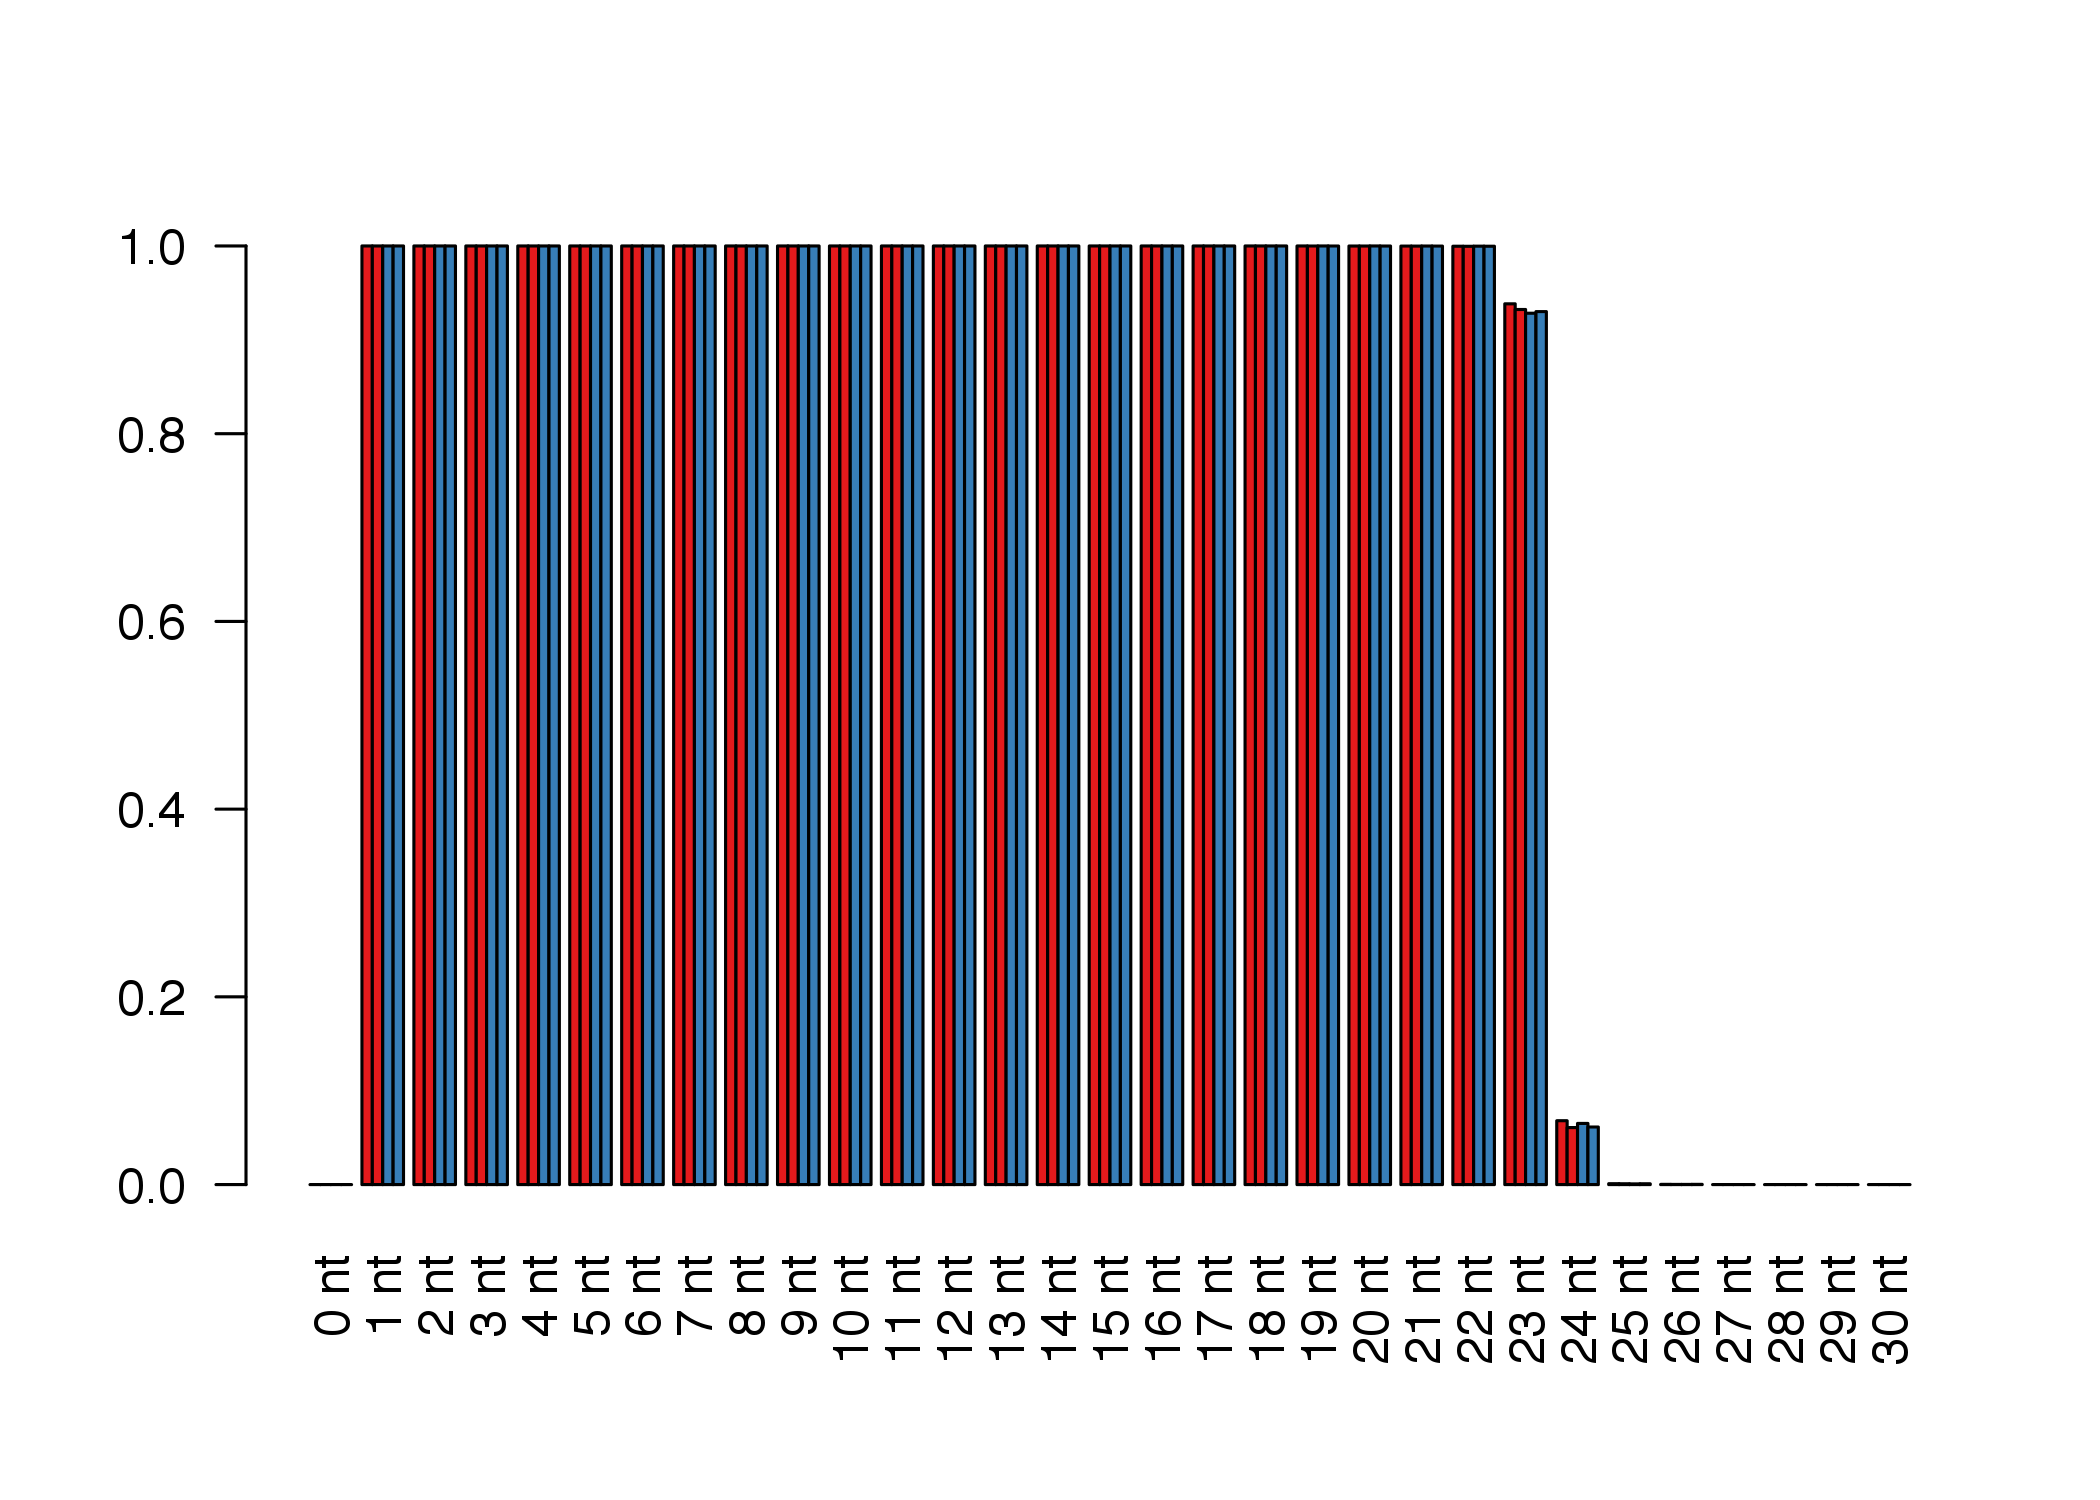 1.0
0.8
0.6
0.4
0.2
0.0
0 nt
1 nt
2 nt
3 nt
4 nt
5 nt
6 nt
7 nt
8 nt
9 nt
10 nt
11 nt
12 nt
13 nt
14 nt
15 nt
16 nt
17 nt
18 nt
19 nt
20 nt
21 nt
22 nt
23 nt
24 nt
25 nt
26 nt
27 nt
28 nt
29 nt
30 nt